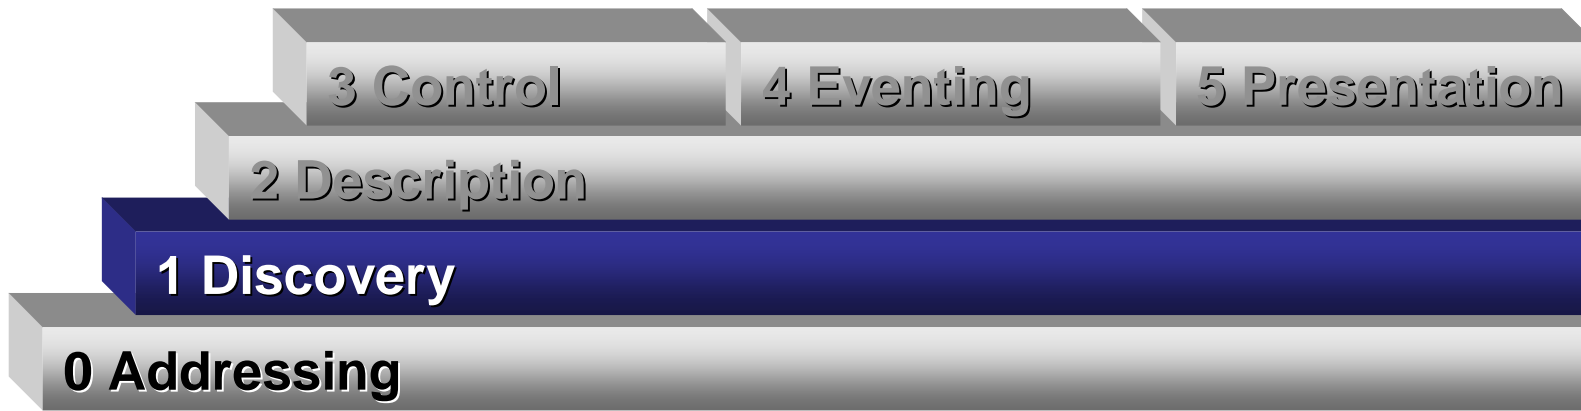 3 Control 4 Eventing 5 Presentation
2 Description
1 Discovery
0 Addressing